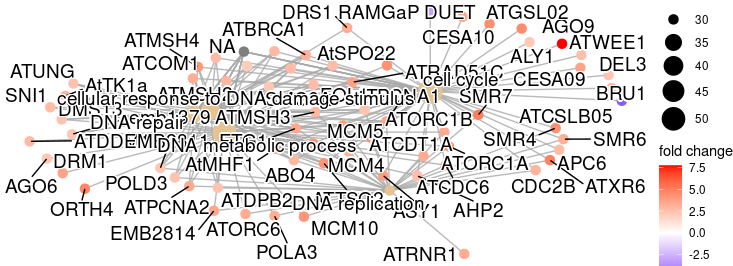 DRS1 RAMGaP DUET
ATGSL02
ATBRCA1
AGO9
ATMSH4
CESA10
ATWEE1
NA
AtSPO22
ALY1
ATCOM1
DEL3
ATUNG
ATRAD51C
CESA09
AtTK1a
cell cycle
SNI1
BRU1
cellular response to DNA damage stimulus
SMR7
ATCSLB05
DNA repair
ATMSH3
ATORC1B
MCM5
SMR4
SMR6
DNA metabolic process
ATCDT1A
DRM1
AtMHF1
MCM4
ATORC1A
APC6
AGO6
POLD3
ABO4
ATCDC6
CDC2B
ATXR6
ORTH4
ATPCNA2
ATDPB2
DNA replication
ASY1
AHP2
EMB2814
ATORC6
MCM10
POLA3
ATRNR1
30
35
40
45
50
fold change
7.5
5.0
2.5
0.0
-2.5